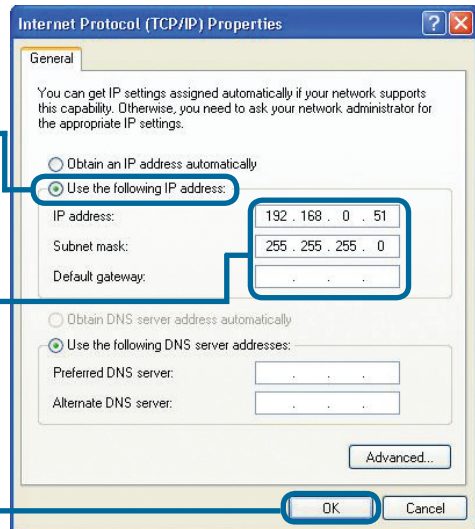 Internet Protocol (TCP/IP) Properties
General
You can get IP settings assigned automatically if your network supports
this capability. Otherwise, you need to ask your network administrator for
the appropriate IP settings.
Obtain an IP address automatically
Use the following IP address:
IP address: 192 . 168 . 0 . 51
Subnet mask: 255 . 255 . 255 . 0
Default gateway: . . .
Obtain DNS server address automatically
Use the following DNS server addresses:
Preferred DNS server: . . .
Alternate DNS server: . . .
Advanced...
OK Cancel